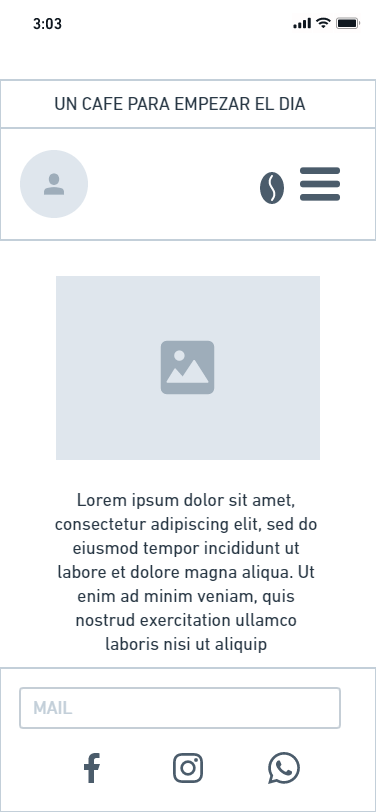 3:03
UN CAFE PARA EMPEZAR EL DIA
Lorem ipsum dolor sit amet,
consectetur adipiscing elit, sed do
eiusmod tempor incididunt ut
labore et dolore magna aliqua. Ut
enim ad minim veniam, quis
nostrud exercitation ullamco
laboris nisi ut aliquip
MAIL